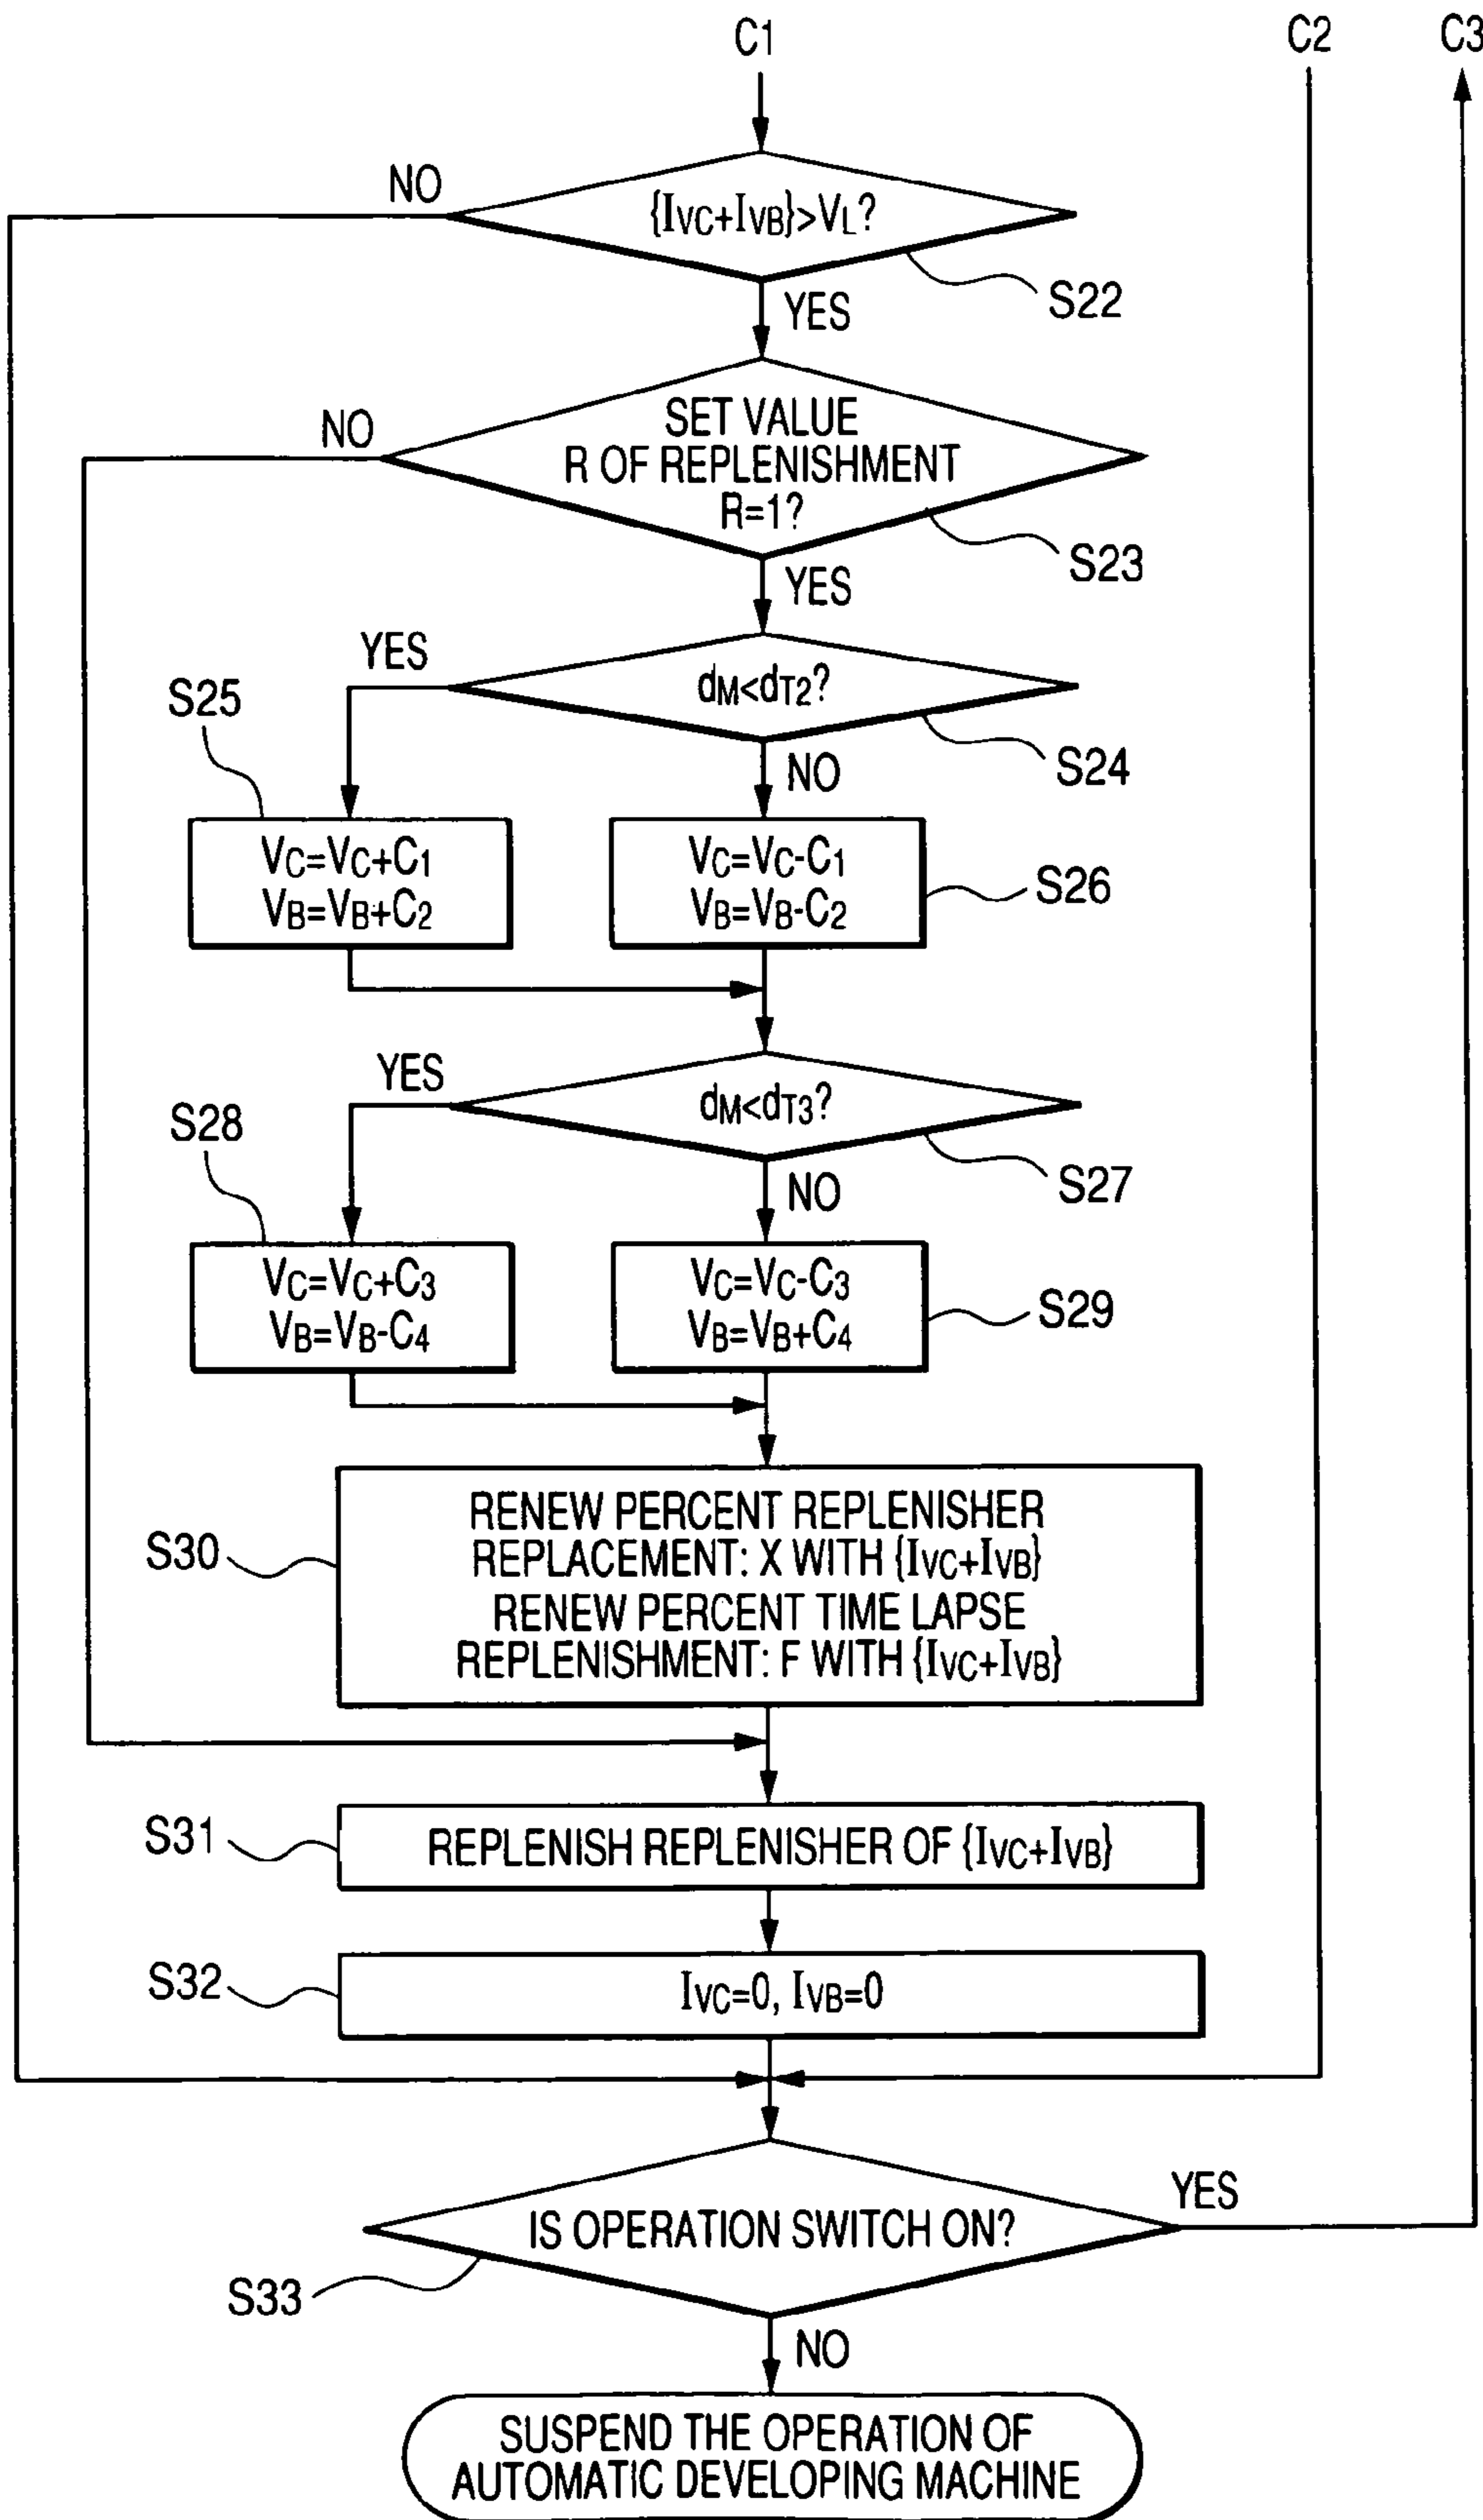 C1
C2
C3
NO
{IVC+IVB}>VL?
S22
YES
NO
SET VALUE
R OF REPLENISHMENT
R=1?
S23
YES
YES
dM<dT2?
S25
S24
NO
VC=VC+C1
VB=VB+C2
VC=VC-C1
VB=VB-C2
S26
YES
dM<dT3?
S28
S27
NO
VC=VC+C3
VB=VB-C4
VC=VC-C3
VB=VB+C4
S29
RENEW PERCENT REPLENISHER
REPLACEMENT: X WITH {IVC+IVB}
RENEW PERCENT TIME LAPSE
REPLENISHMENT: F WITH {IVC+IVB}
S30
S31
REPLENISH REPLENISHER OF {IVC+IVB}
S32
IVC=0, IVB=0
YES
IS OPERATION SWITCH ON?
S33
NO
SUSPEND THE OPERATION OF
AUTOMATIC DEVELOPING MACHINE